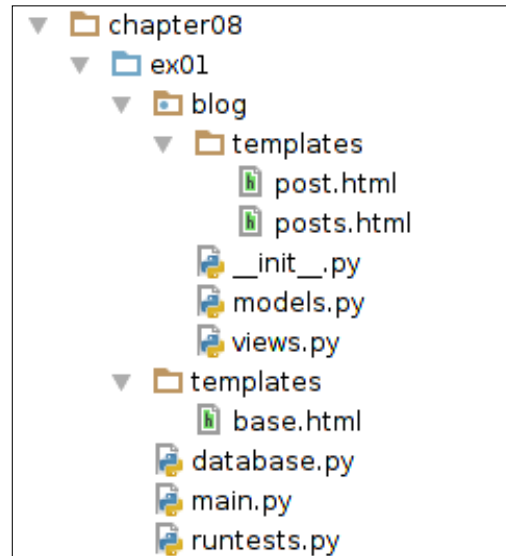 chapter08
ex01
blog
templates
post.html
posts.html
__init__.py
models.py
views.py
templates
base.html
database.py
main.py
runtests.py